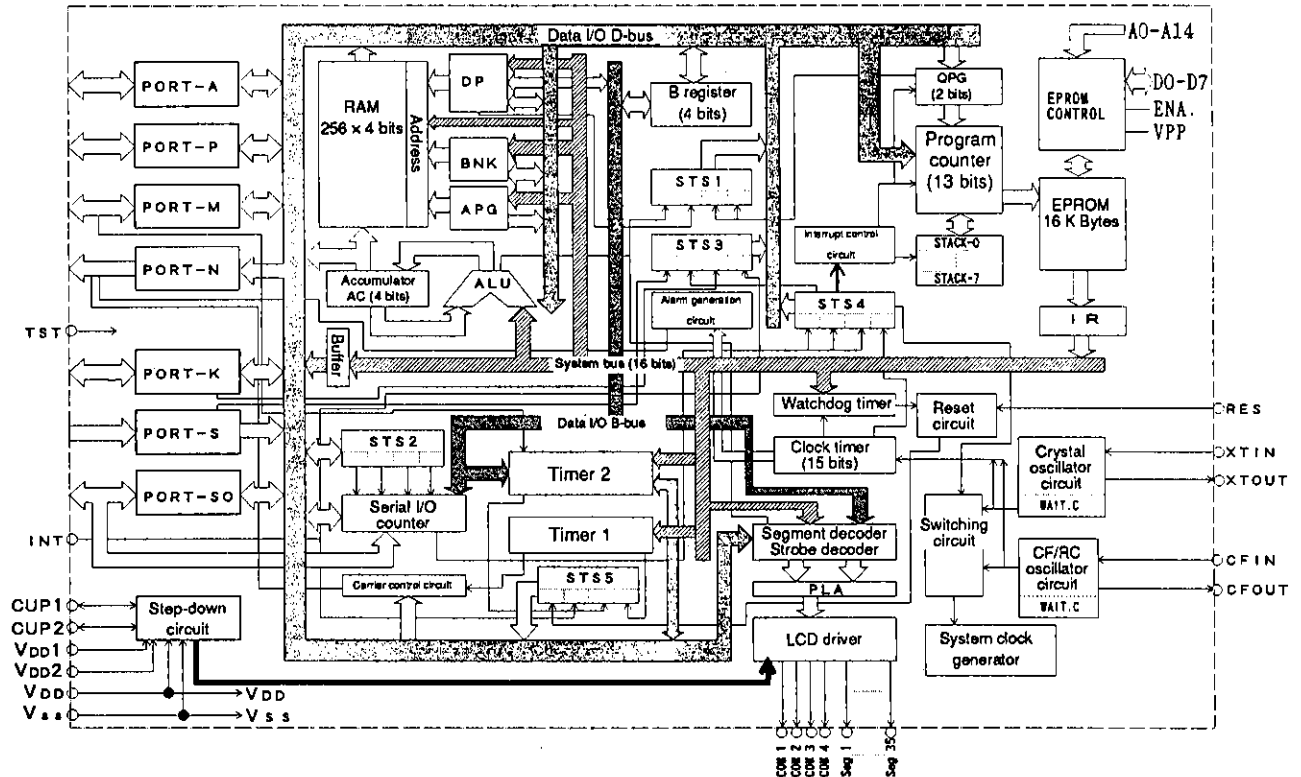 Data I/O D-bus
A0-A14
PORT-A
RAM
256 × 4 bits
Address
DP
B register
(4 bits)
OPG
(2 bits)
EPROM
CONTROL
D0-D7
ENA.
VPP
PORT-P
BNK
Program
counter
(13 bits)
PORT-M
APG
STS1
EPROM
16 K Bytes
PORT-N
Accumulator
AC (4 bits)
ALU
STS3
Interrupt control
circuit
STACK-0
STACK-7
Alarm generation
circuit
STS4
IR
TST
Buffer
System bus (16 bits)
PORT-K
Watchdog timer
Reset
circuit
RES
PORT-S
Data I/O B-bus
STS2
Clock timer
(15 bits)
Crystal
oscillator
circuit
WAIT.C
XTIN
XTOUT
Timer 2
PORT-SO
Serial I/O
counter
Switching
circuit
INT
Timer 1
Segment decoder
Strobe decoder
CF/RC
oscillator
circuit
WAIT.C
CFIN
CFOUT
Carrier control circuit
STS5
PLA
CUP1
CUP2
Step-down
circuit
LCD driver
System clock
generator
VDD1
VDD2
VDD
VDD
Vss
Vss
COM 1
COM 2
COM 3
COM 4
Seg 1
Seg 35